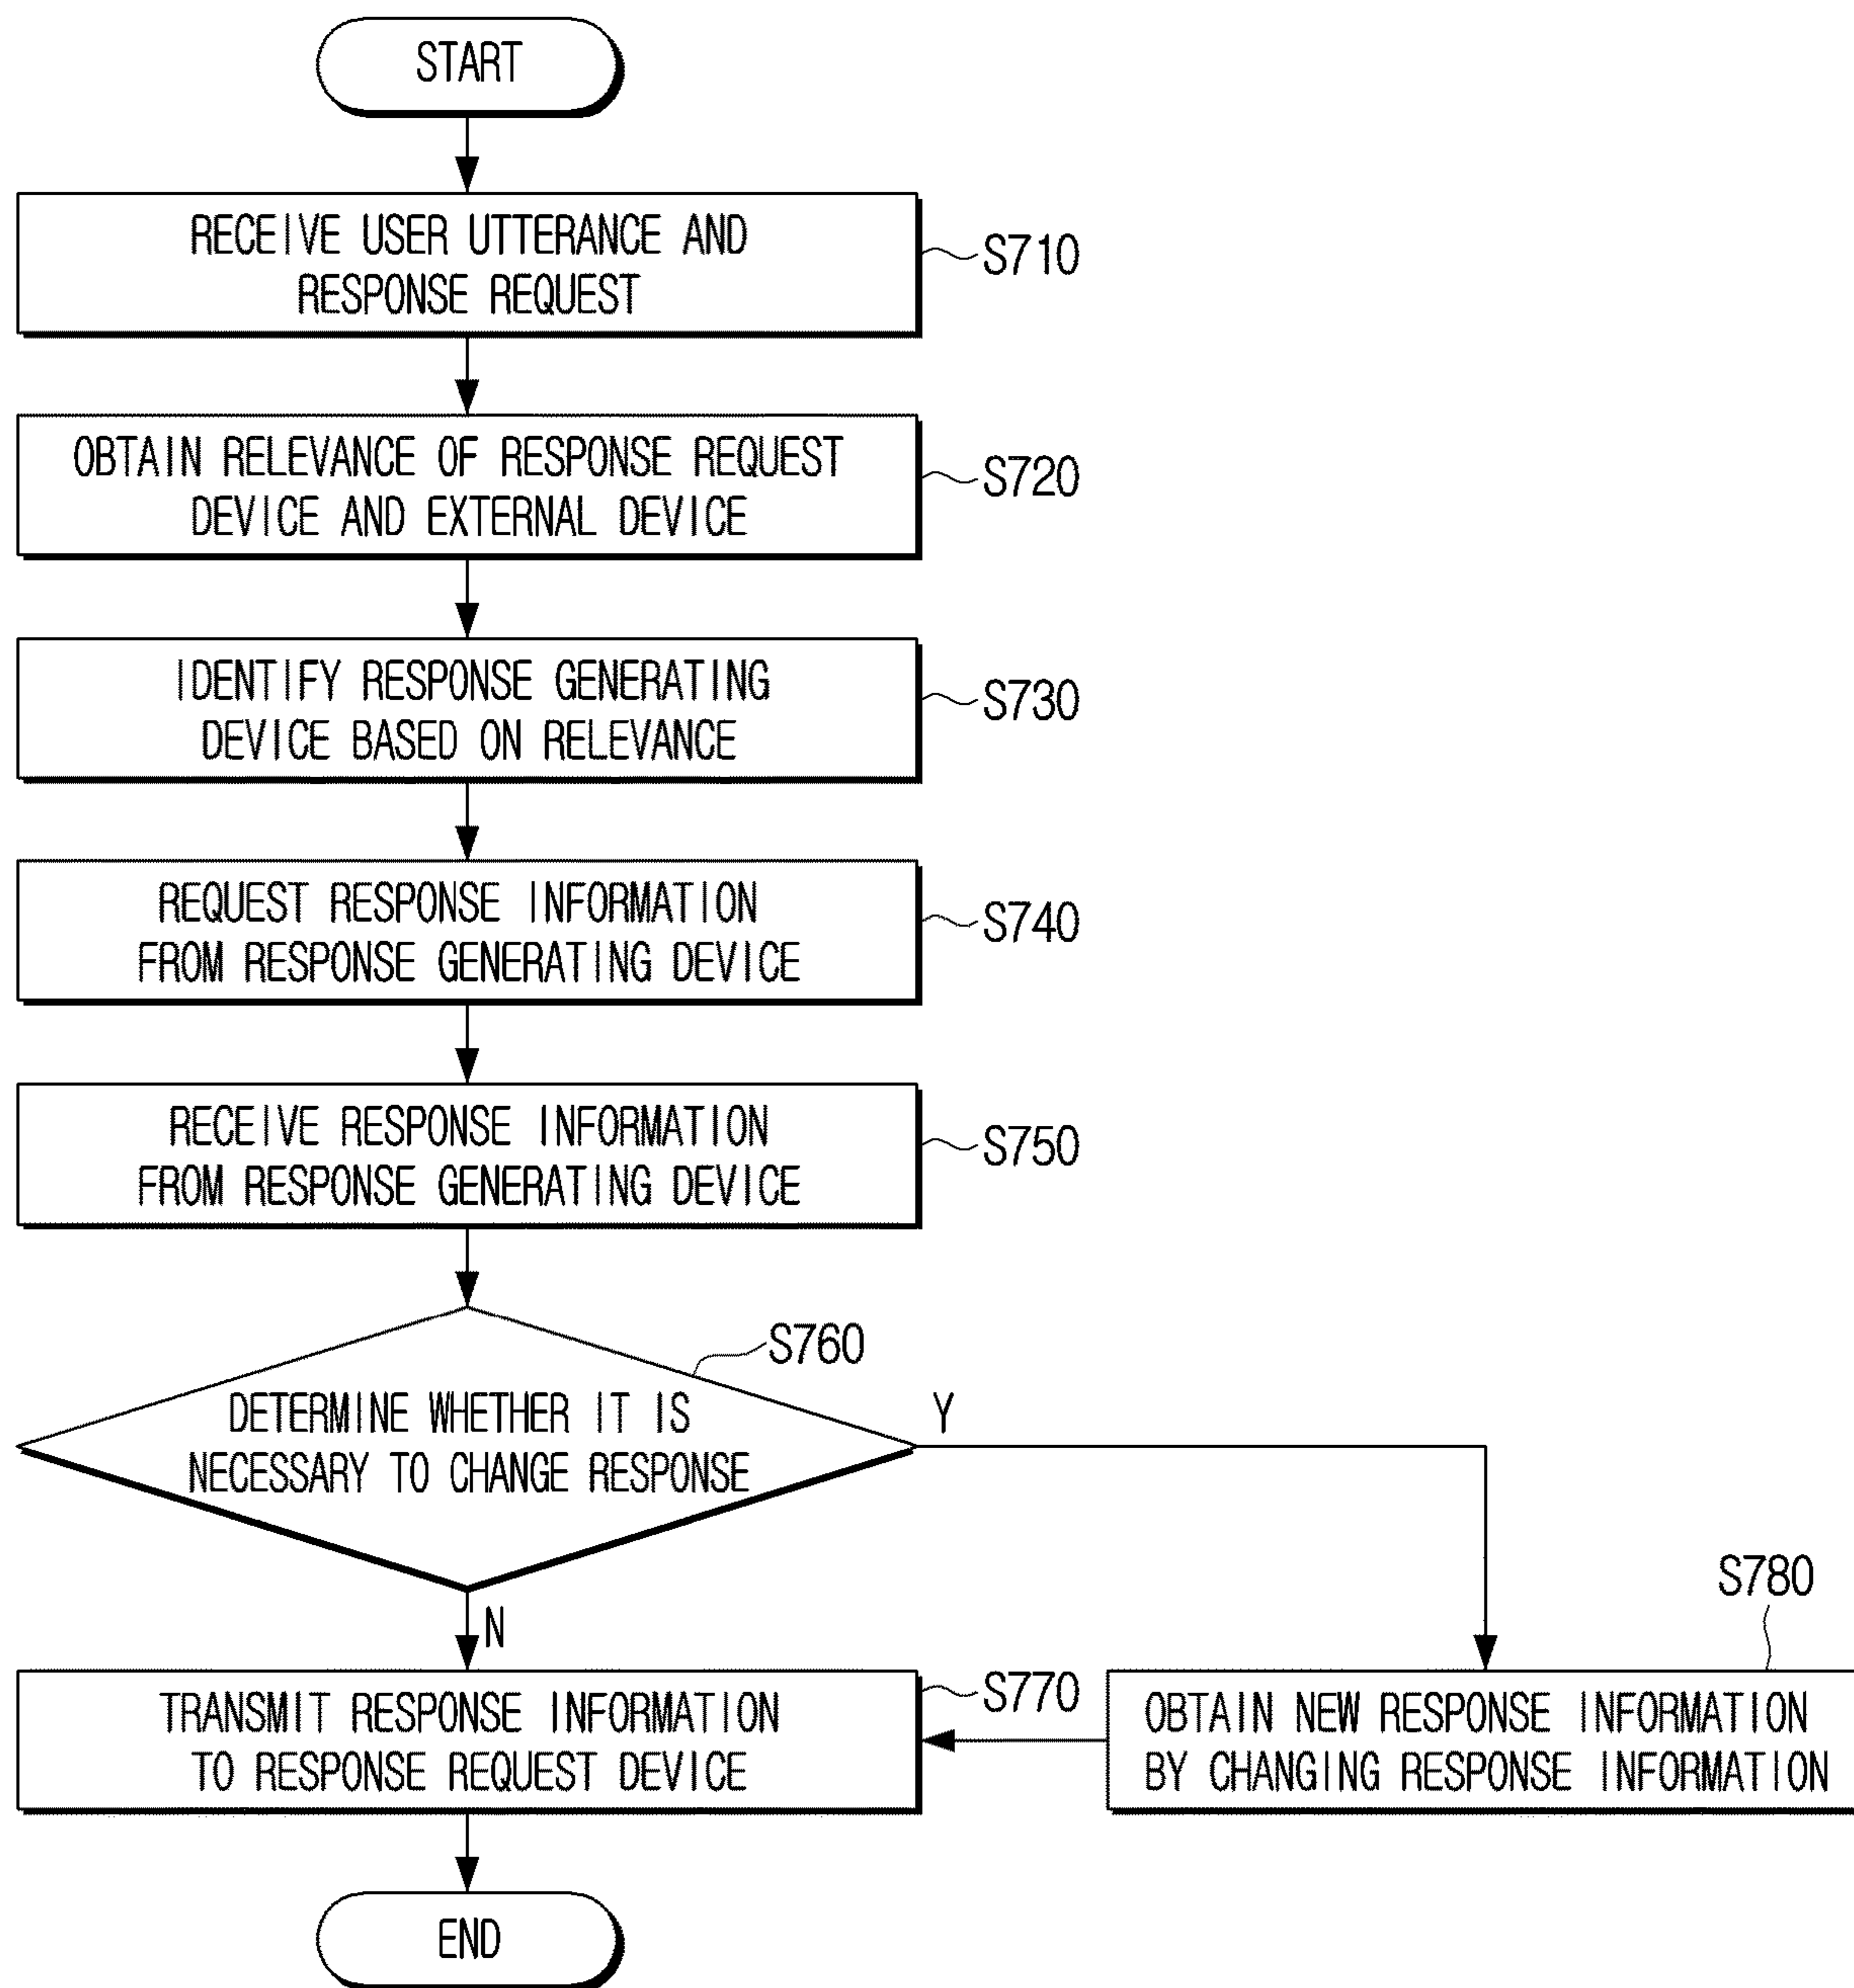 START
RECEIVE USER UTTERANCE AND
RESPONSE REQUEST
S710
OBTAIN RELEVANCE OF RESPONSE REQUEST
DEVICE AND EXTERNAL DEVICE
S720
IDENTIFY RESPONSE GENERATING
DEVICE BASED ON RELEVANCE
S730
REQUEST RESPONSE INFORMATION
FROM RESPONSE GENERATING DEVICE
S740
RECEIVE RESPONSE INFORMATION
FROM RESPONSE GENERATING DEVICE
S750
S760
DETERMINE WHETHER IT IS
NECESSARY TO CHANGE RESPONSE
Y
N
TRANSMIT RESPONSE INFORMATION
TO RESPONSE REQUEST DEVICE
S770
S780
OBTAIN NEW RESPONSE INFORMATION
BY CHANGING RESPONSE INFORMATION
END